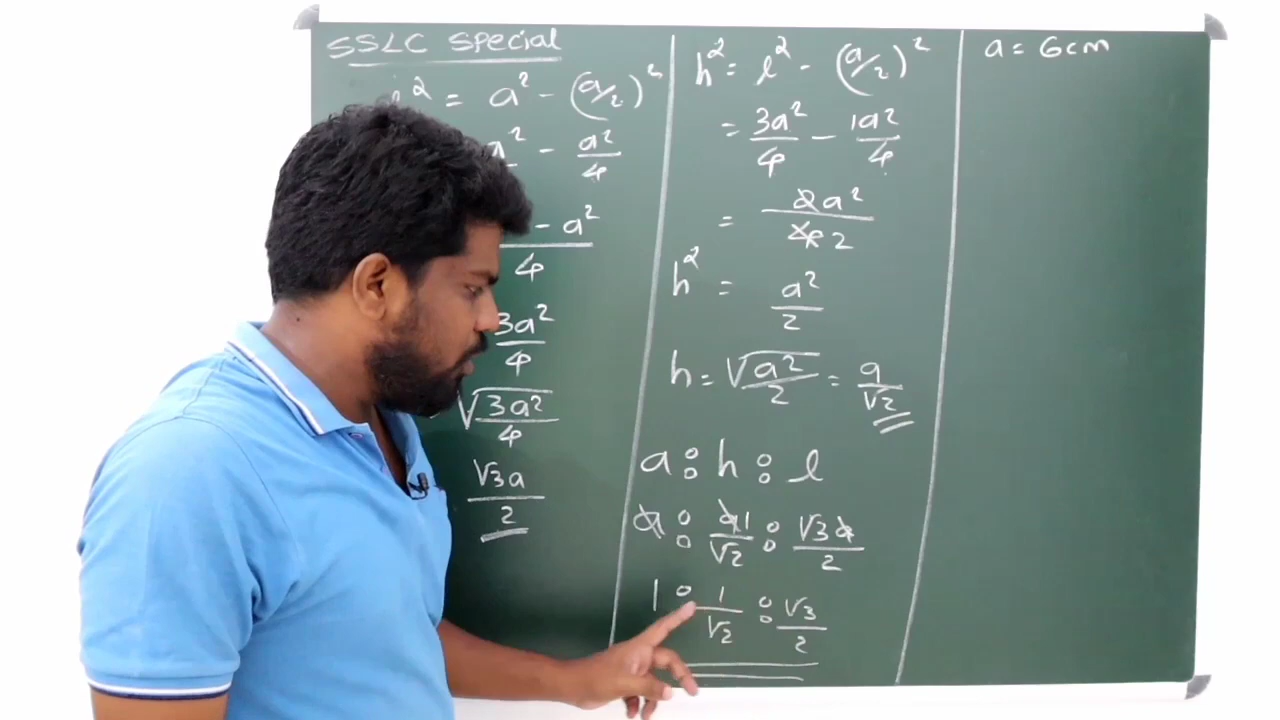 SSLC Special
l² = a² - (a/2)²
a² - a²/4
- a²
4
3a²/4
√(3a²/4)
√3a/2
h² = l² - (a/2)²
= 3a²/4 - 1a²/4
= 2a²/4 2
h² = a²/2
h = √(a²/2) = a/√2
a : h : l
a : a1/√2 : √3a/2
1 : 1/√2 : √3/2
a = 6cm